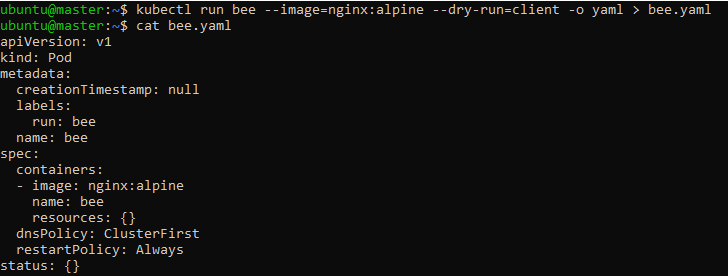 ubuntu@master:~$ kubectl run bee --image=nginx:alpine --dry-run=client -o yaml > bee.yaml
ubuntu@master:~$ cat bee.yaml
apiVersion: v1
kind: Pod
metadata:
  creationTimestamp: null
  labels:
    run: bee
  name: bee
spec:
  containers:
  - image: nginx:alpine
    name: bee
    resources: {}
  dnsPolicy: ClusterFirst
  restartPolicy: Always
status: {}